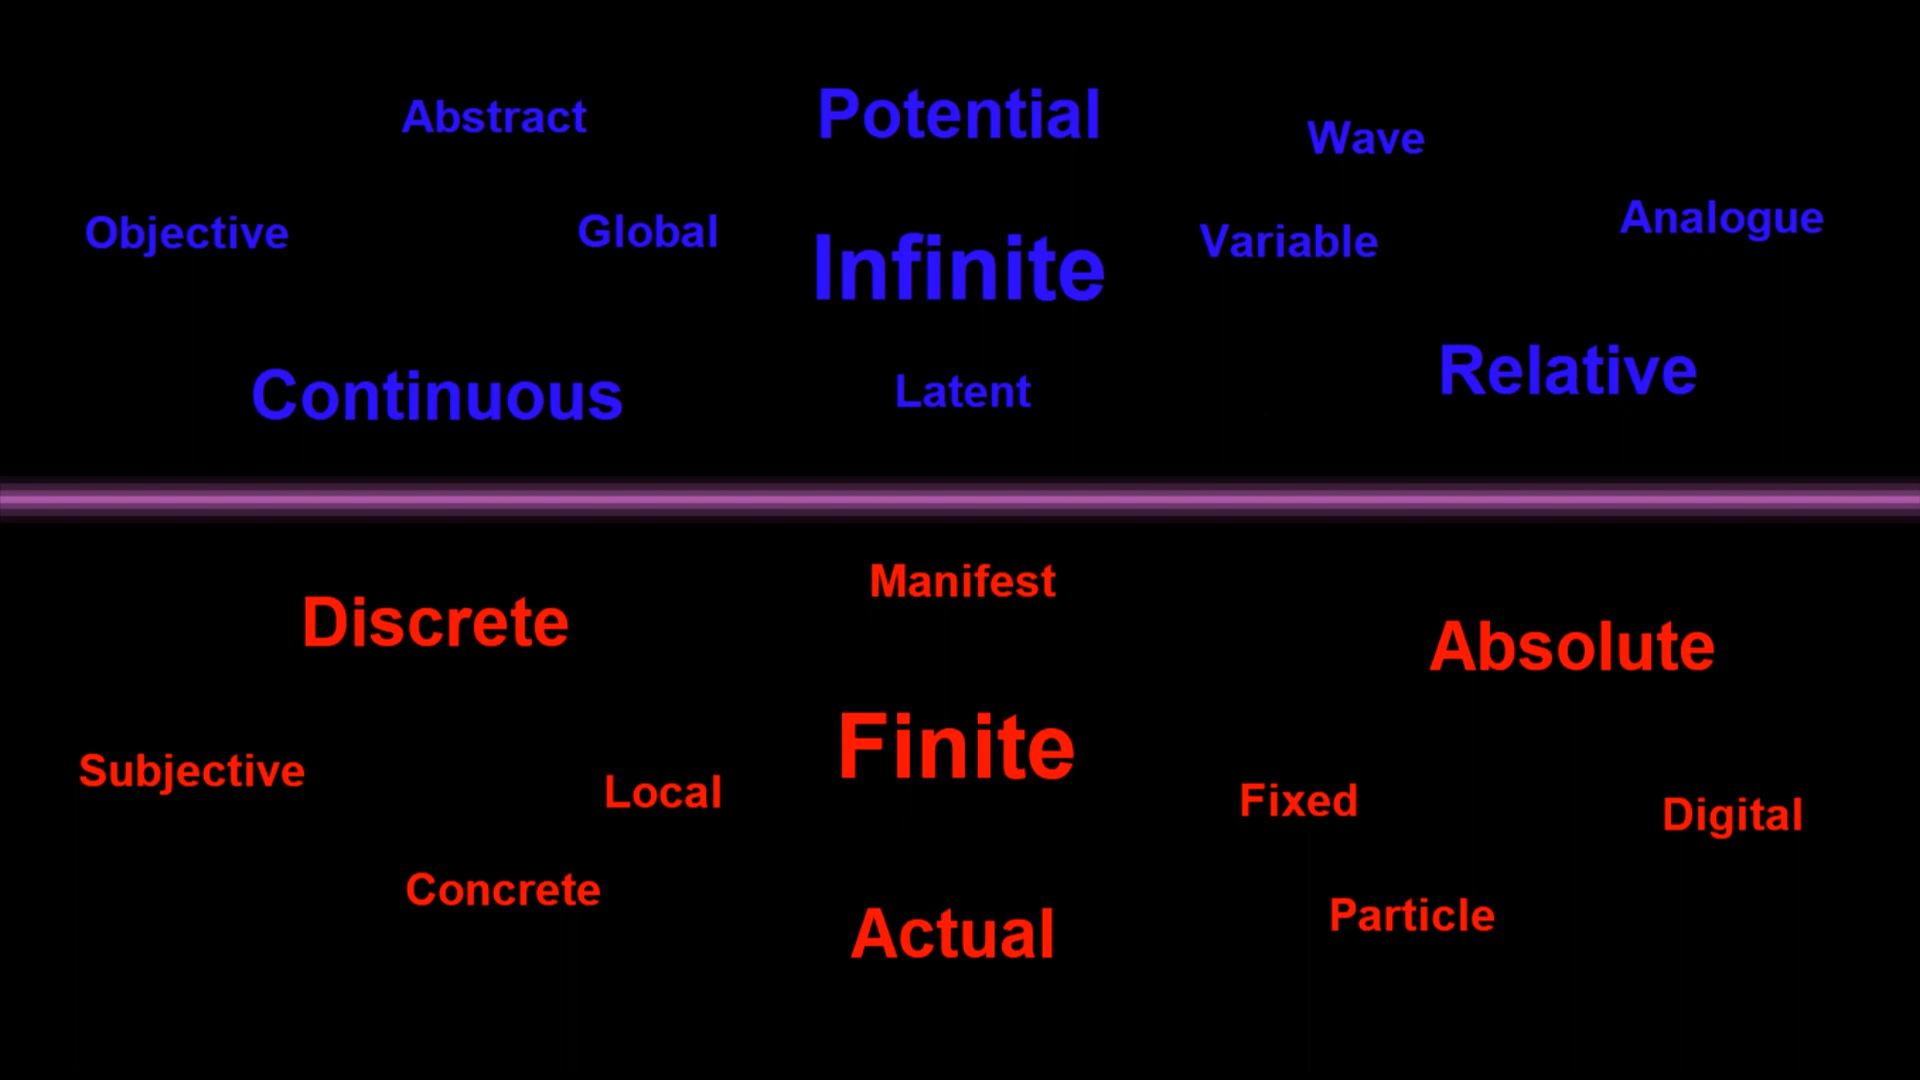 Abstract
Potential
Wave
Objective
Global
Infinite
Variable
Analogue
Continuous
Latent
Relative
Manifest
Discrete
Absolute
Finite
Subjective
Local
Fixed
Digital
Concrete
Actual
Particle